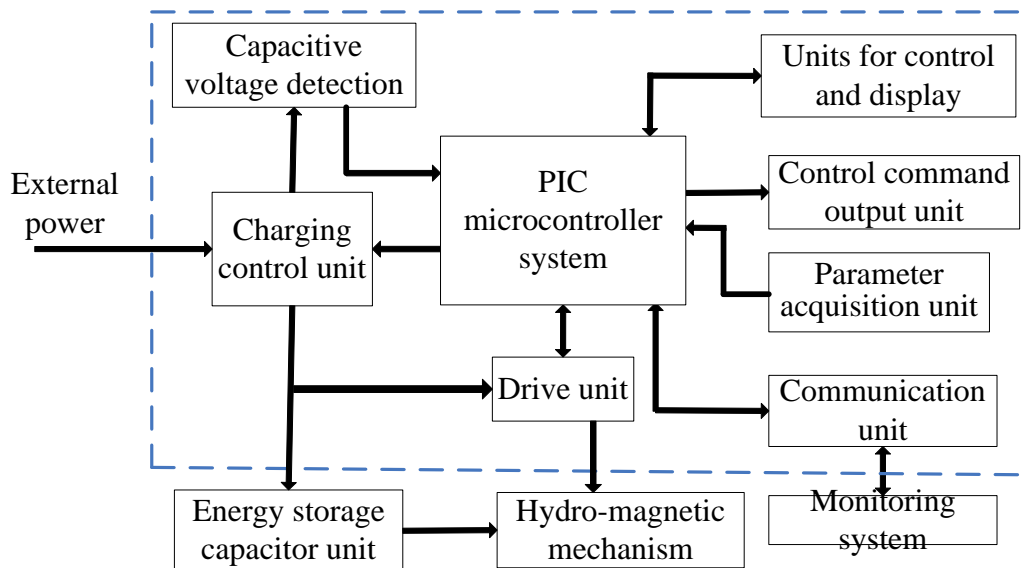 Capacitive
voltage detection
Units for control
and display
External
power
PIC
microcontroller
system
Control command
output unit
Charging
control unit
Parameter
acquisition unit
Drive unit
Communication
unit
Energy storage
capacitor unit
Hydro-magnetic
mechanism
Monitoring
system